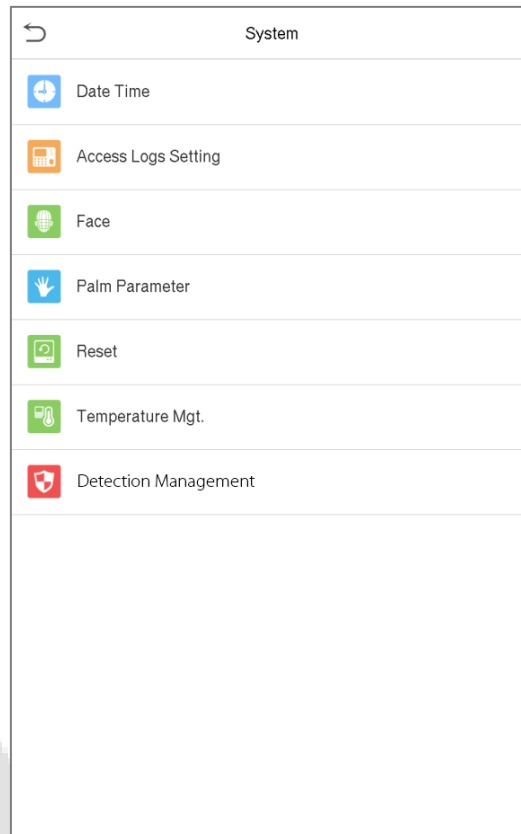 System
Date Time
Access Logs Setting
Face
Palm Parameter
Reset
Temperature Mgt.
Detection Management